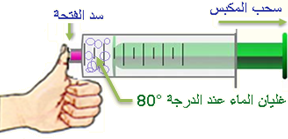 سحب المكبس
سد الفتحة
غليان الماء عند الدرجة 80°